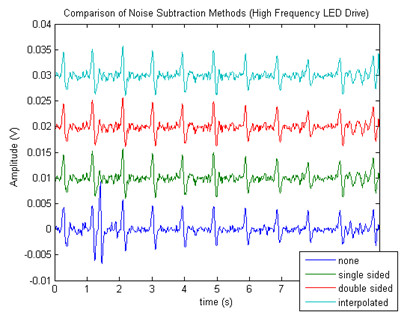 Comparison of Noise Subtraction Methods (High Frequency LED Drive)
0.04
0.035
0.03
0.025
0.02
0.015
0.01
0.005
0
-0.005
-0.01
Amplitude (V)
0 1 2 3 4 5 6 7
time (s)
none
single sided
double sided
interpolated